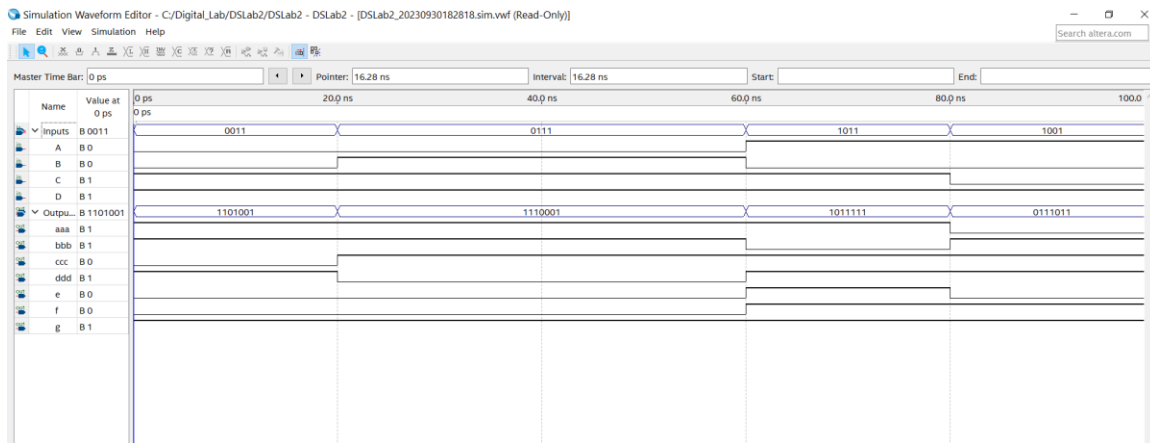 Simulation Waveform Editor - C:/Digital_Lab/DSLab2/DSLab2 - DSLab2 - [DSLab2_20230930182818.sim.vwf (Read-Only)]
File Edit View Simulation Help
Search altera.com
Master Time Bar: 0 ps Pointer: 16.28 ns Interval: 16.28 ns Start: End:
Name Value at 0 ps
0 ps 20.0 ns 40.0 ns 60.0 ns 80.0 ns 100.0
0 ps
Inputs B 0011 0011 0111 1011 1001
A B 0
B B 0
C B 1
D B 1
Outpu... B 1101001 1101001 1110001 1011111 0111011
aaa B 1
bbb B 1
ccc B 0
ddd B 1
e B 0
f B 0
g B 1